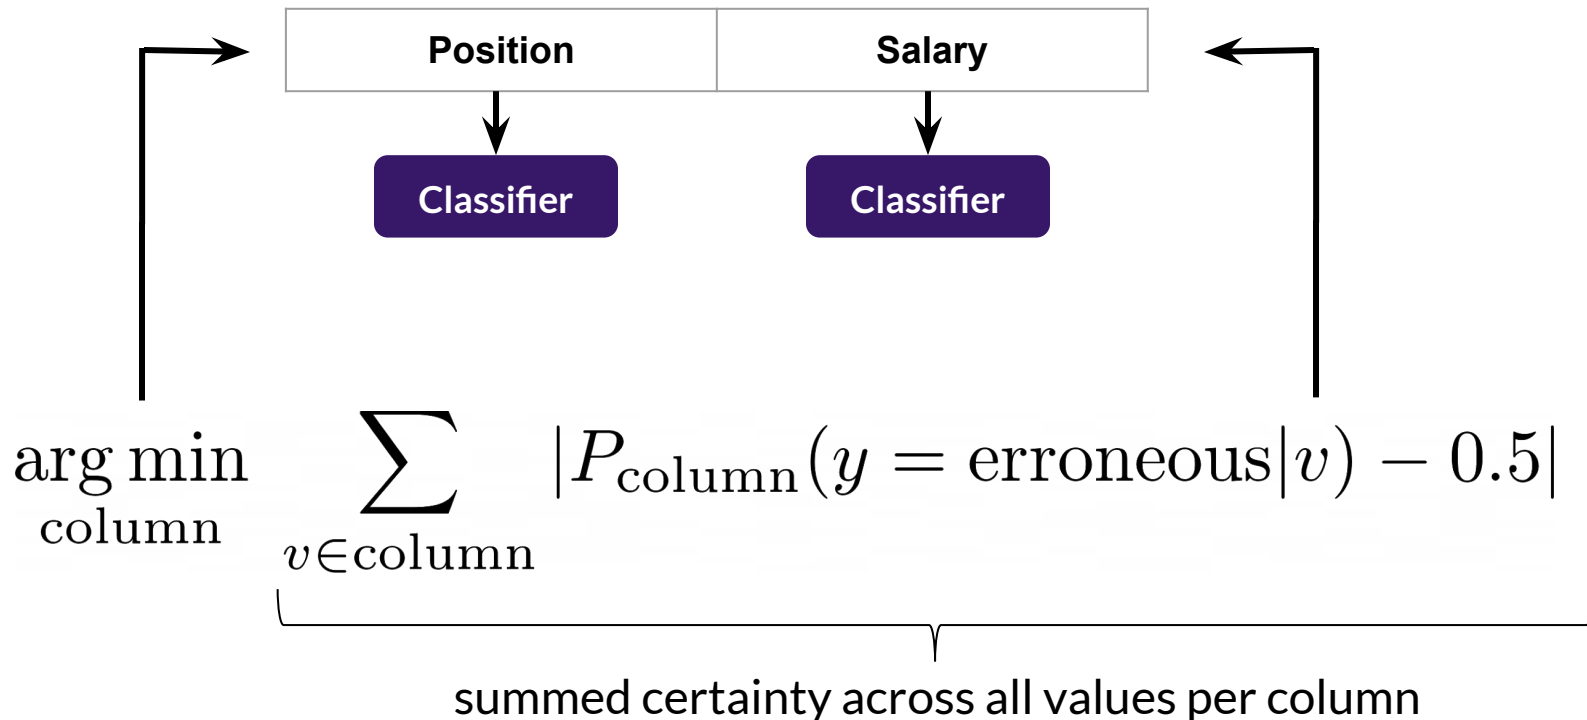 Position Salary
Classifier Classifier
arg min ∑ |P_column(y = erroneous|v) − 0.5|
column v∈column
summed certainty across all values per column